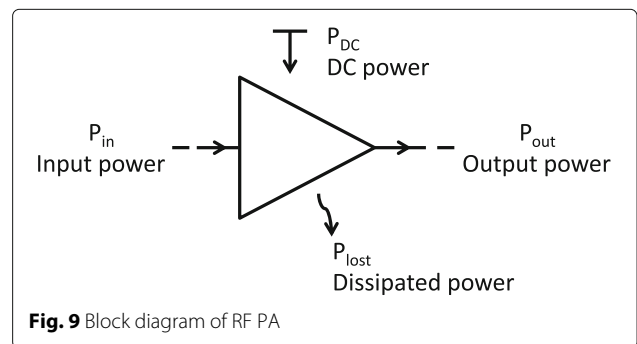 P_DC
DC power
P_in
Input power
P_out
Output power
P_lost
Dissipated power
Fig. 9 Block diagram of RF PA